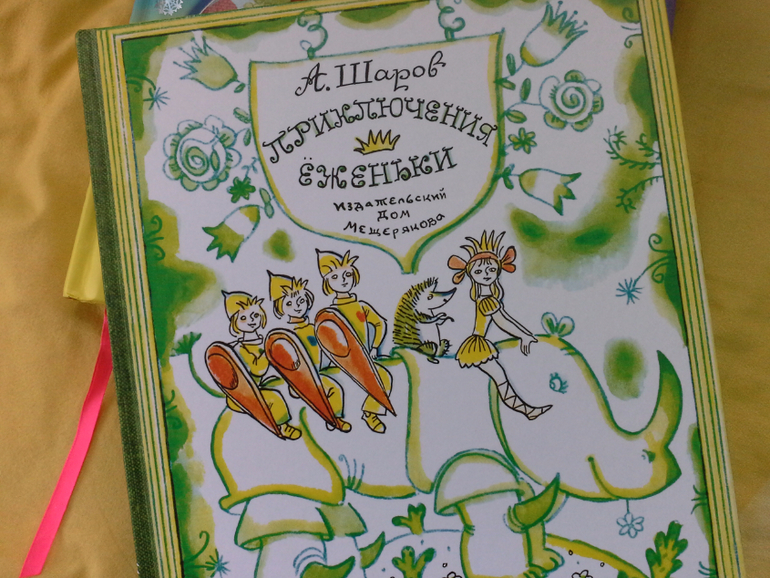 А. Шаров
ПРИКЛЮЧЕНИЯ
ЁЖЕНЬКИ
ИЗДАТЕЛЬСКИЙ
ДОМ
МЕЩЕРЯКОВА